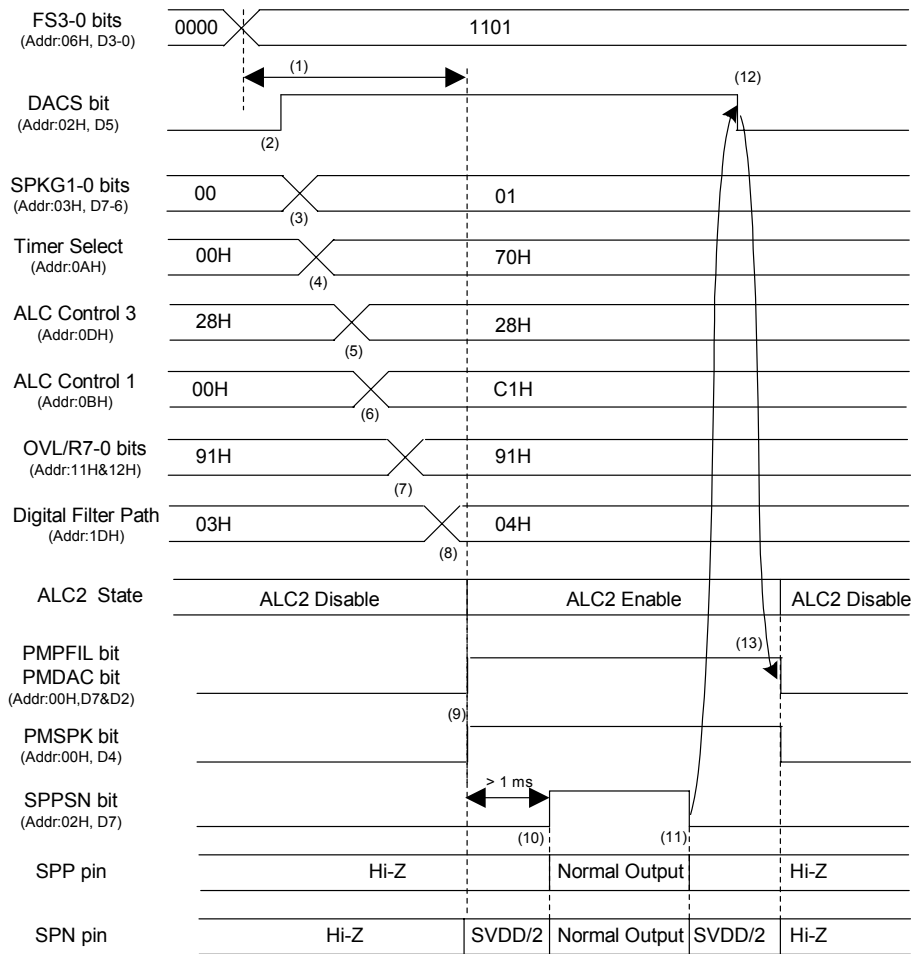 FS3-0 bits
(Addr:06H, D3-0)
0000
1101
(1)
(12)
DACS bit
(Addr:02H, D5)
(2)
SPKG1-0 bits
(Addr:03H, D7-6)
00
01
(3)
Timer Select
(Addr:0AH)
00H
70H
(4)
ALC Control 3
(Addr:0DH)
28H
28H
(5)
ALC Control 1
(Addr:0BH)
00H
C1H
(6)
OVL/R7-0 bits
(Addr:11H&12H)
91H
91H
(7)
Digital Filter Path
(Addr:1DH)
03H
04H
(8)
ALC2 State
ALC2 Disable
ALC2 Enable
ALC2 Disable
PMPFIL bit
PMDAC bit
(Addr:00H,D7&D2)
(13)
(9)
PMSPK bit
(Addr:00H, D4)
> 1 ms
SPPSN bit
(Addr:02H, D7)
(10)
(11)
SPP pin
Hi-Z
Normal Output
Hi-Z
SPN pin
Hi-Z
SVDD/2
Normal Output
SVDD/2
Hi-Z